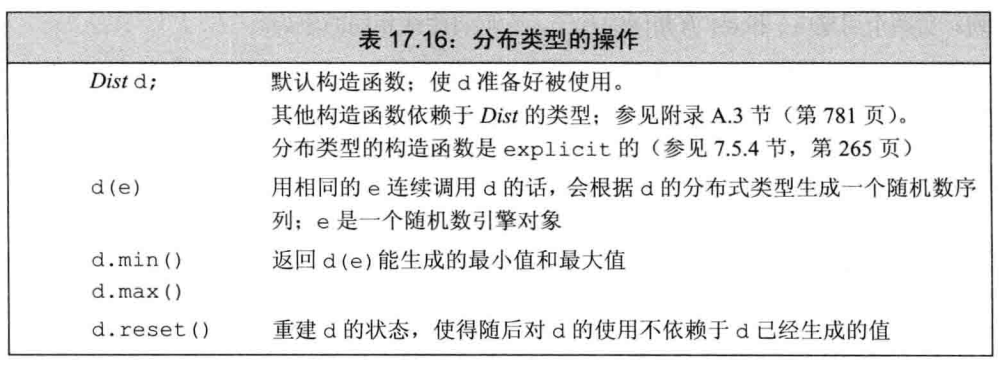 表 17.16：分布类型的操作
Dist d; 默认构造函数；使 d 准备好被使用。
其他构造函数依赖于 Dist 的类型；参见附录 A.3 节（第 781 页）。
分布类型的构造函数是 explicit 的（参见 7.5.4 节，第 265 页）
d(e) 用相同的 e 连续调用 d 的话，会根据 d 的分布式类型生成一个随机数序
列；e 是一个随机数引擎对象
d.min() 返回 d(e)能生成的最小值和最大值
d.max()
d.reset() 重建 d 的状态，使得随后对 d 的使用不依赖于 d 已经生成的值